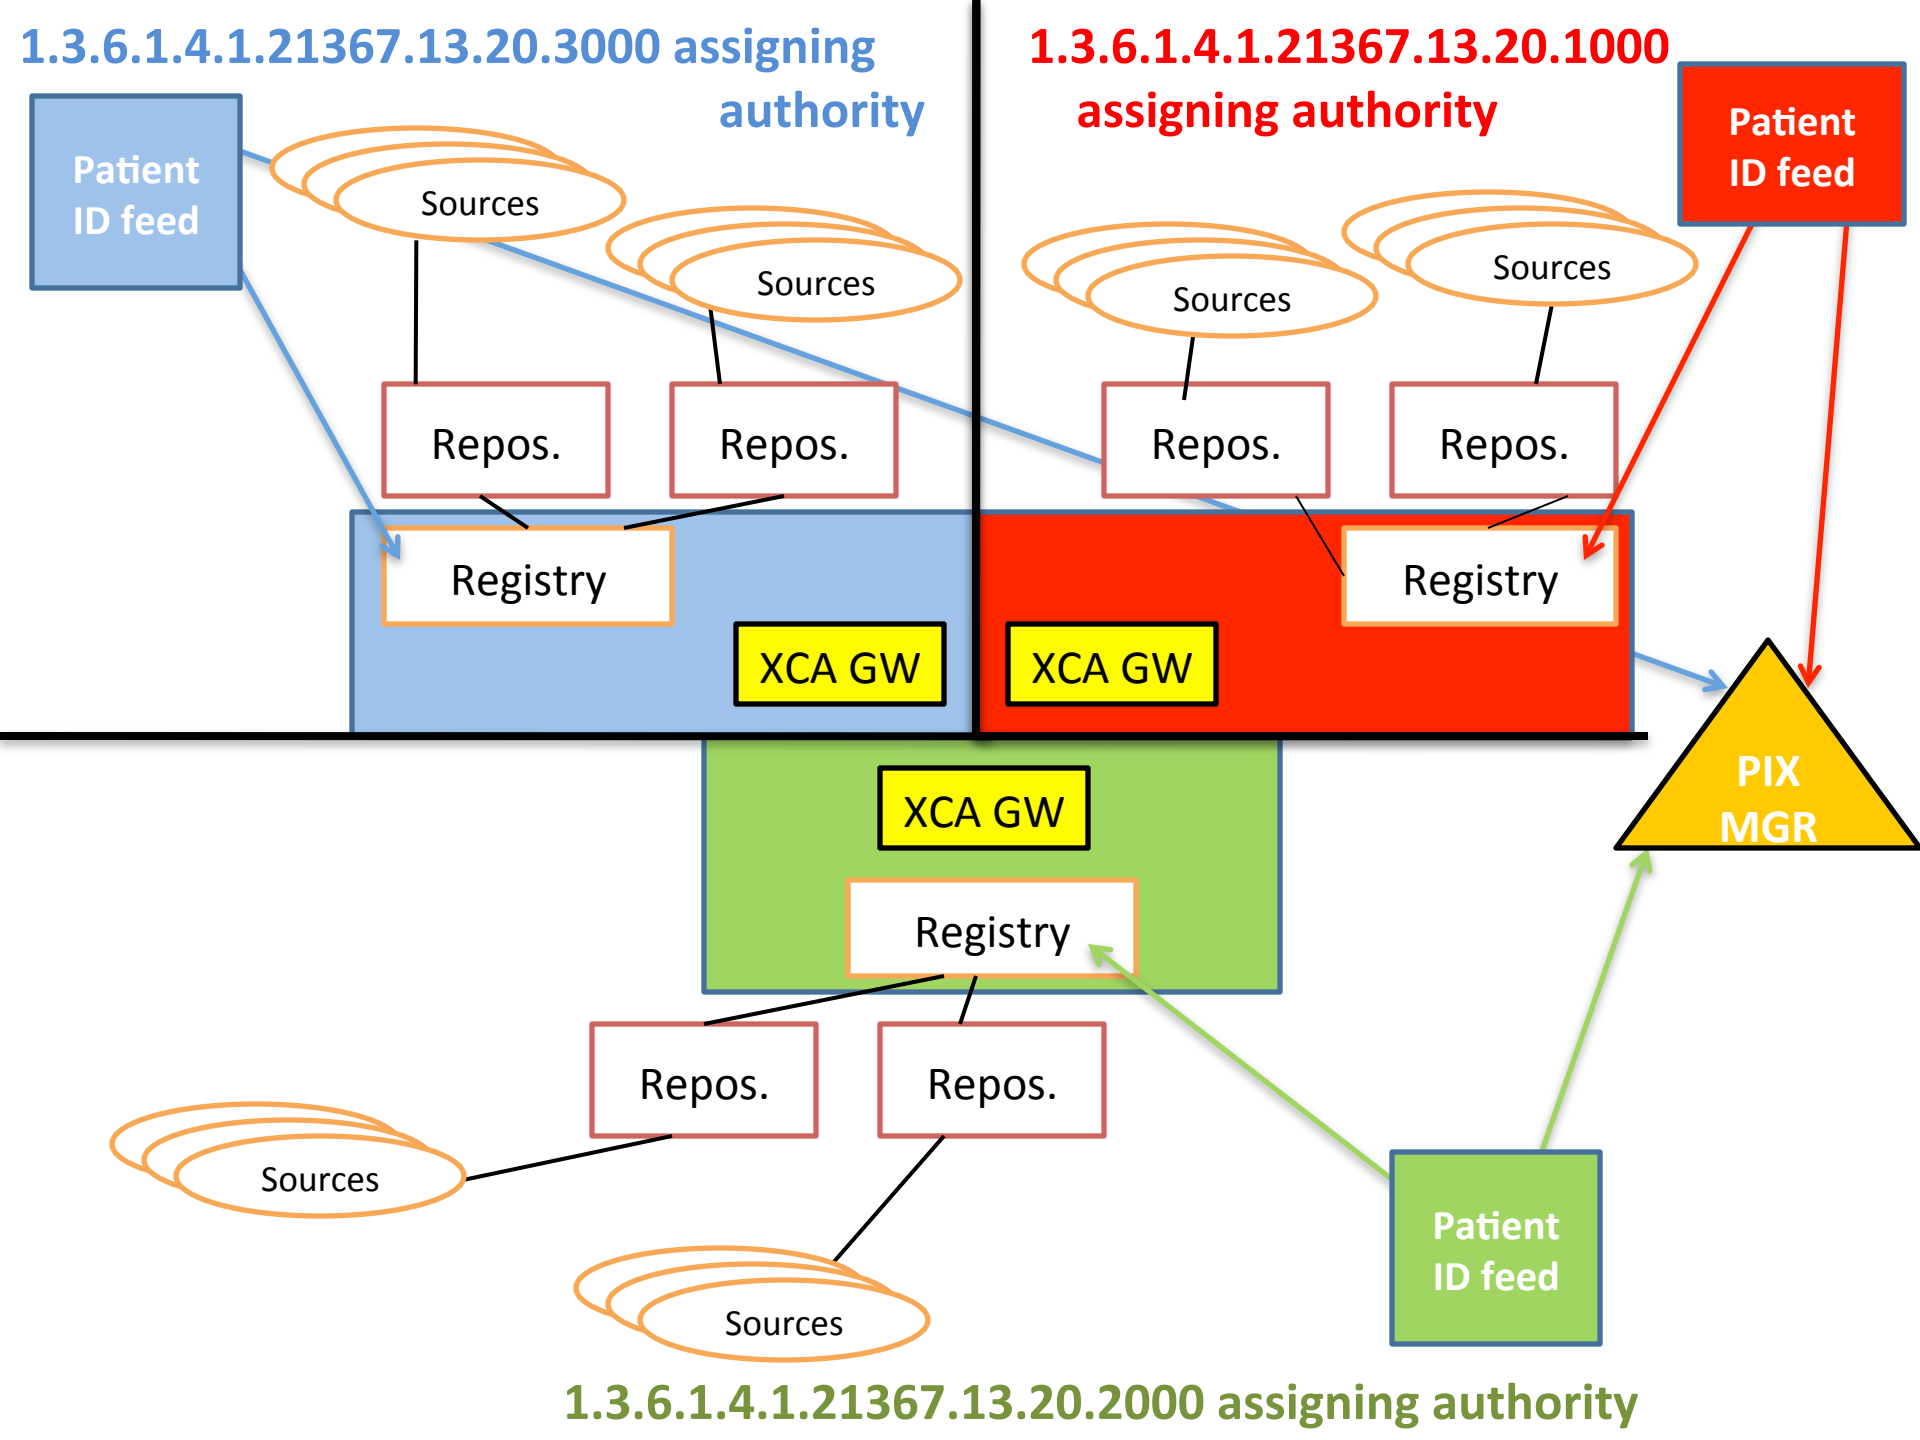 1.3.6.1.4.1.21367.13.20.3000 assigning
authority
1.3.6.1.4.1.21367.13.20.1000
assigning authority
Patient
ID feed
Patient
ID feed
Sources
Sources
Sources
Sources
Repos.
Repos.
Repos.
Repos.
Registry
Registry
XCA GW
XCA GW
PIX
MGR
XCA GW
Registry
Repos.
Repos.
Sources
Sources
Patient
ID feed
1.3.6.1.4.1.21367.13.20.2000 assigning authority